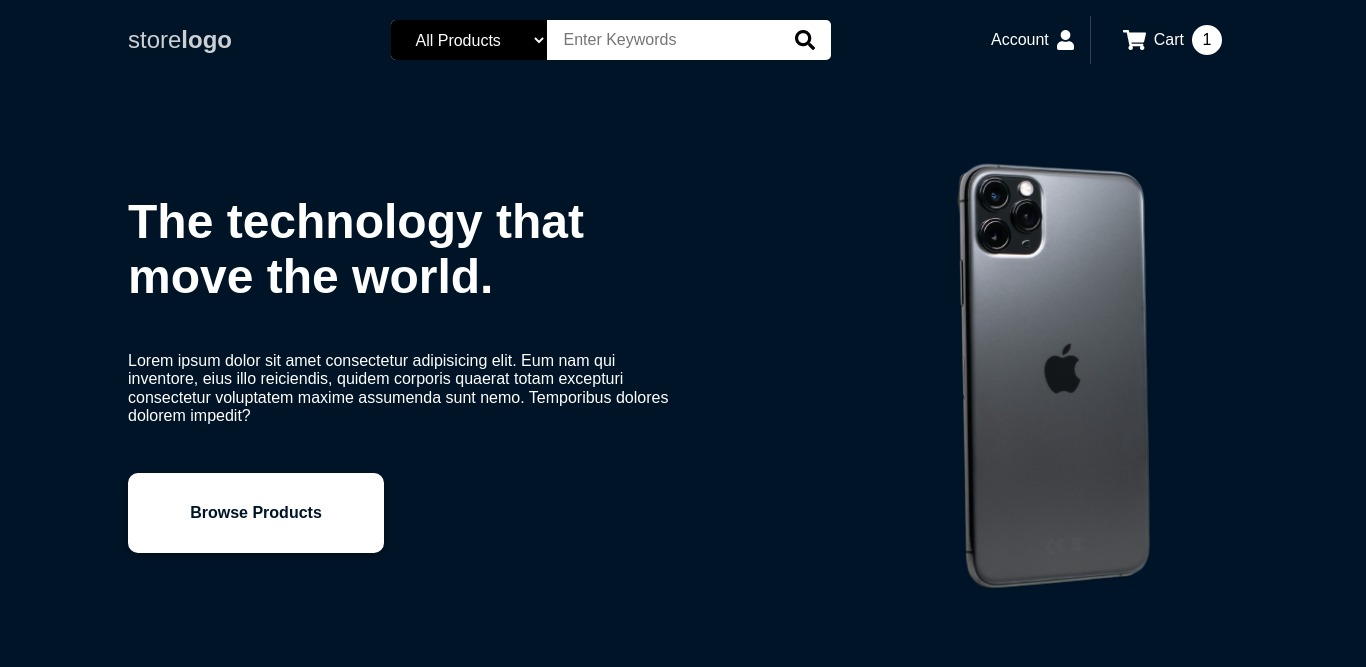 storelogo
All Products
Enter Keywords
Account
Cart
1
The technology that
move the world.
Lorem ipsum dolor sit amet consectetur adipisicing elit. Eum nam qui
inventore, eius illo reiciendis, quidem corporis quaerat totam excepturi
consectetur voluptatem maxime assumenda sunt nemo. Temporibus dolores
dolorem impedit?
Browse Products